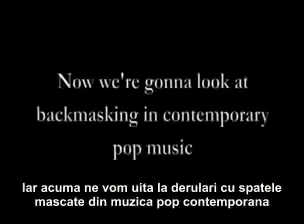 Now we're gonna look at
backmasking in contemporary
pop music
Iar acuma ne vom uita la derulari cu spatele
mascate din muzica pop contemporana